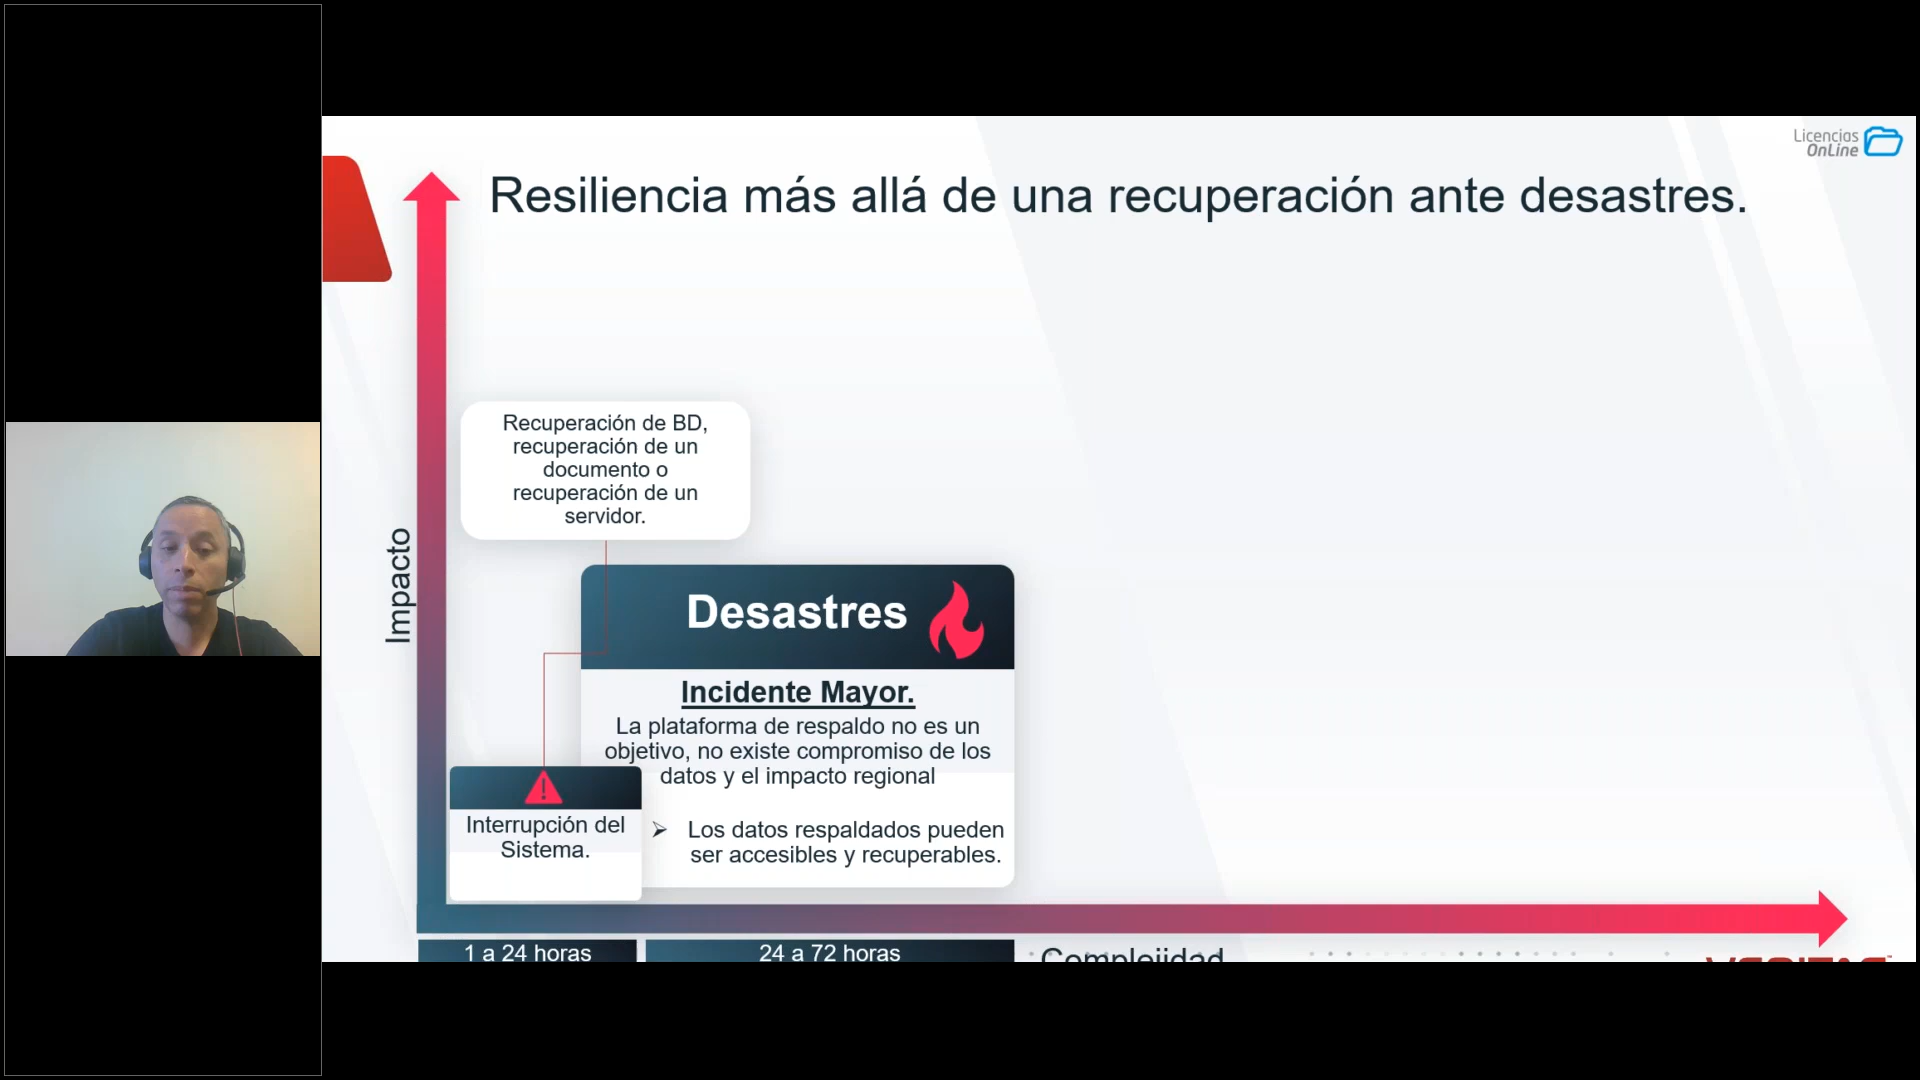 Licencias
OnLine
Resiliencia más allá de una recuperación ante desastres.
Recuperación de BD,
recuperación de un
documento o
recuperación de un
servidor.
Impacto
Desastres
Incidente Mayor.
La plataforma de respaldo no es un
objetivo, no existe compromiso de los
datos y el impacto regional
Los datos respaldados pueden
ser accesibles y recuperables.
Interrupción del
Sistema.
1 a 24 horas
24 a 72 horas
Complejidad
VERITAS